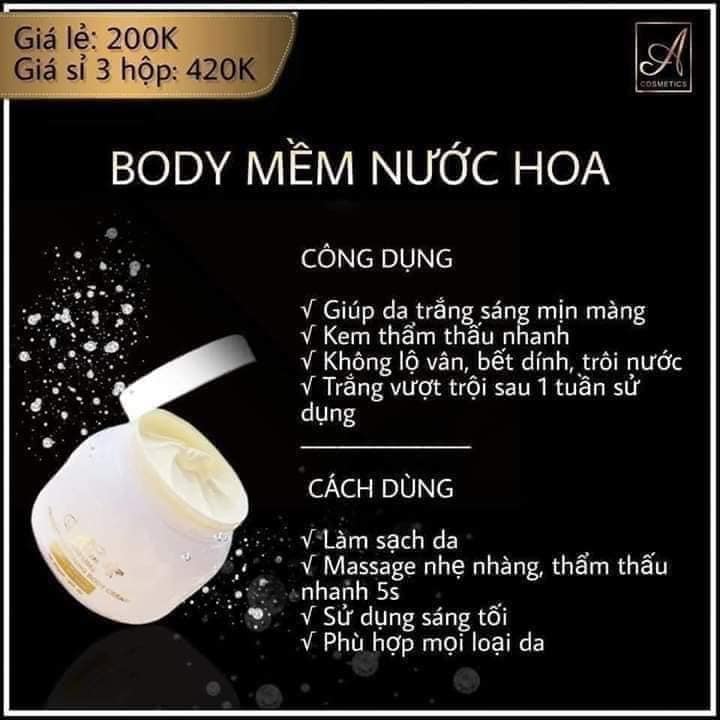 Giá lẻ: 200K
Giá sỉ 3 hộp: 420K
A
COSMETICS
BODY MỀM NƯỚC HOA
CÔNG DỤNG
√ Giúp da trắng sáng mịn màng
√ Kem thẩm thấu nhanh
√ Không lộ vân, bết dính, trôi nước
√ Trắng vượt trội sau 1 tuần sử
dụng
CÁCH DÙNG
√ Làm sạch da
√ Massage nhẹ nhàng, thẩm thấu
nhanh 5s
√ Sử dụng sáng tối
√ Phù hợp mọi loại da
BODY CREAM